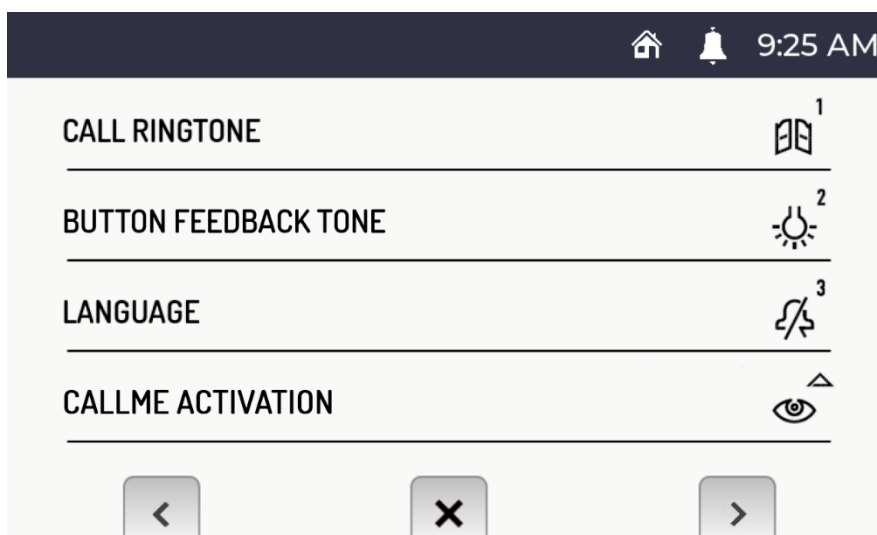 9:25 AM
CALL RINGTONE 1
BUTTON FEEDBACK TONE 2
LANGUAGE 3
CALLME ACTIVATION